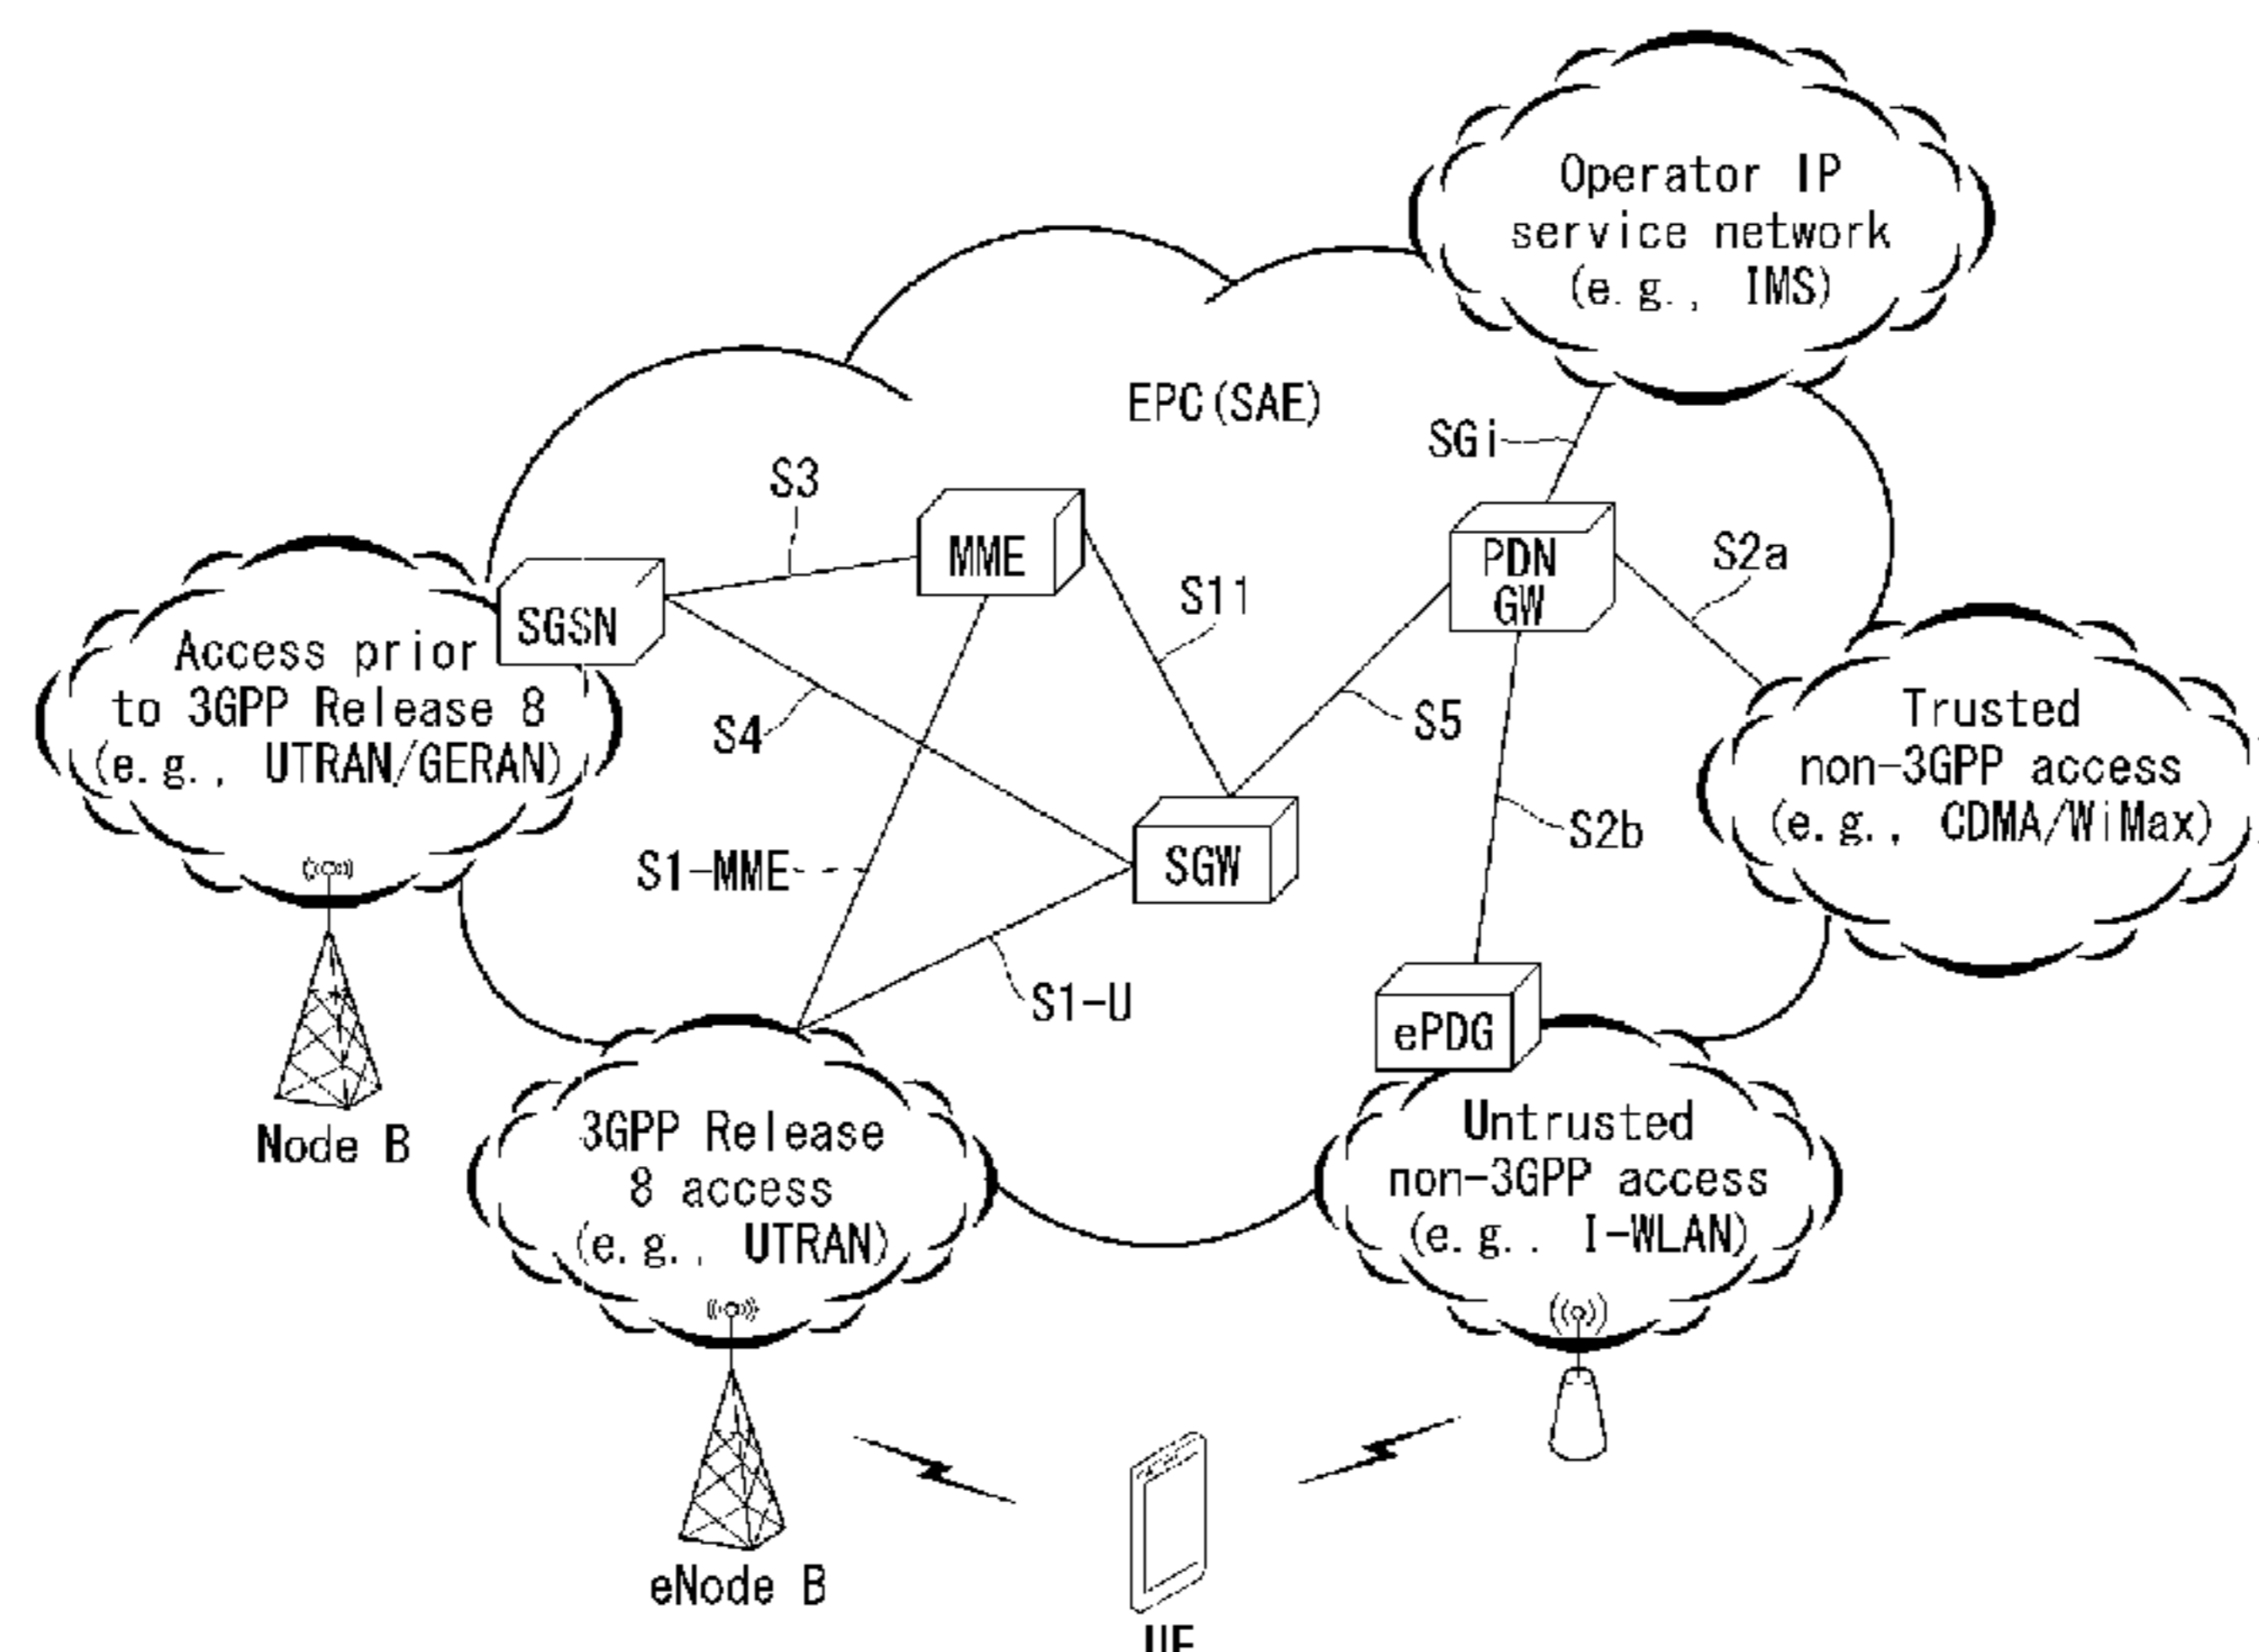 Operator IP
service network
(e.g., IMS)
EPC(SAE)
SGi
S3
MME
PDN
GW
S2a
S11
SGSN
Access prior
to 3GPP Release 8
(e.g., UTRAN/GERAN)
S4
S5
Trusted
non-3GPP access
(e.g., CDMA/WiMax)
S2b
S1-MME
SGW
S1-U
ePDG
Node B
3GPP Release
8 access
(e.g., UTRAN)
Untrusted
non-3GPP access
(e.g.. I-WLAN)
eNode B
UE